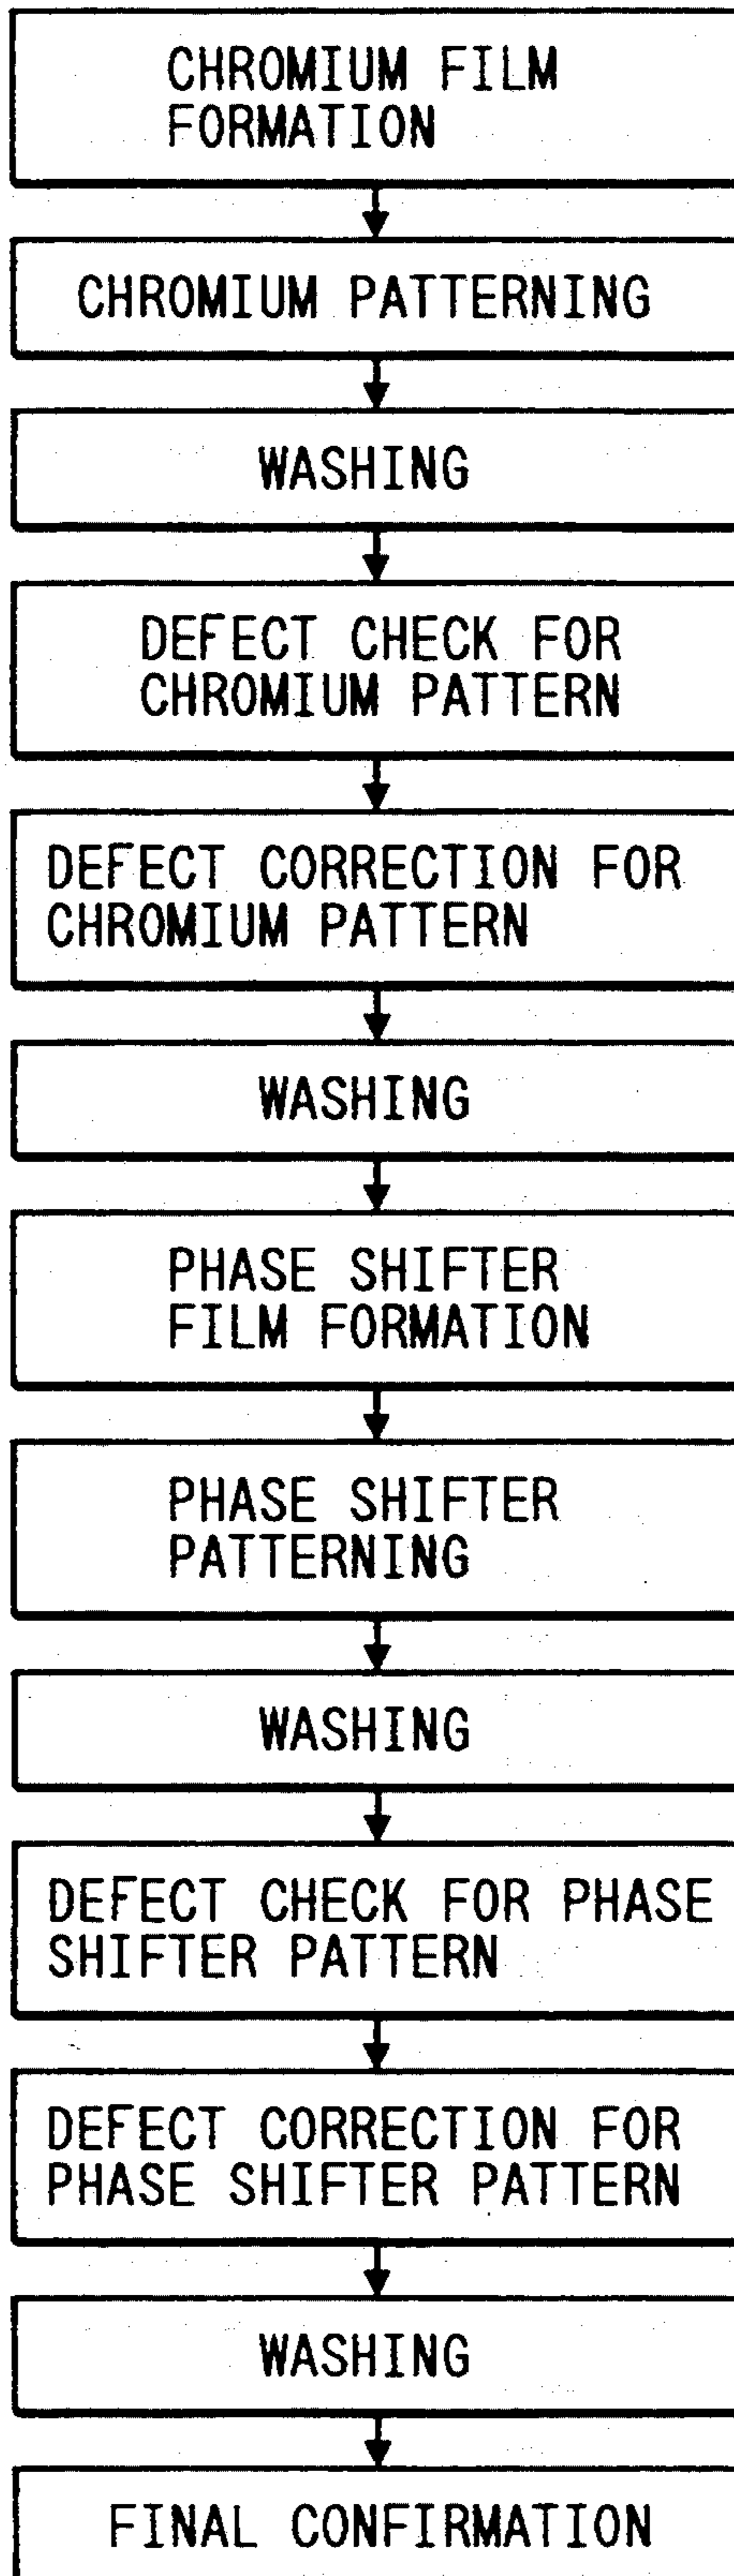 CHROMIUM FILM
FORMATION
CHROMIUM PATTERNING
WASHING
DEFECT CHECK FOR
CHROMIUM PATTERN
DEFECT CORRECTION FOR
CHROMIUM PATTERN
WASHING
PHASE SHIFTER
FILM FORMATION
PHASE SHIFTER
PATTERNING
WASHING
DEFECT CHECK FOR PHASE
SHIFTER PATTERN
DEFECT CORRECTION FOR
PHASE SHIFTER PATTERN
WASHING
FINAL CONFIRMATION